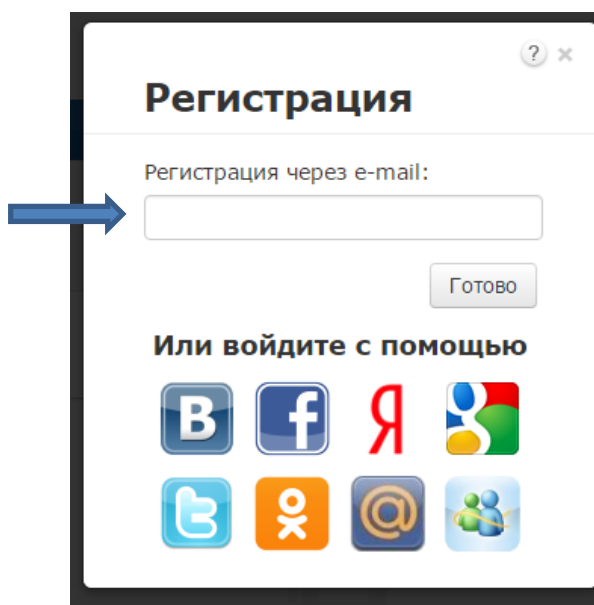 ?
Регистрация
Регистрация через e-mail:
Готово
Или войдите с помощью